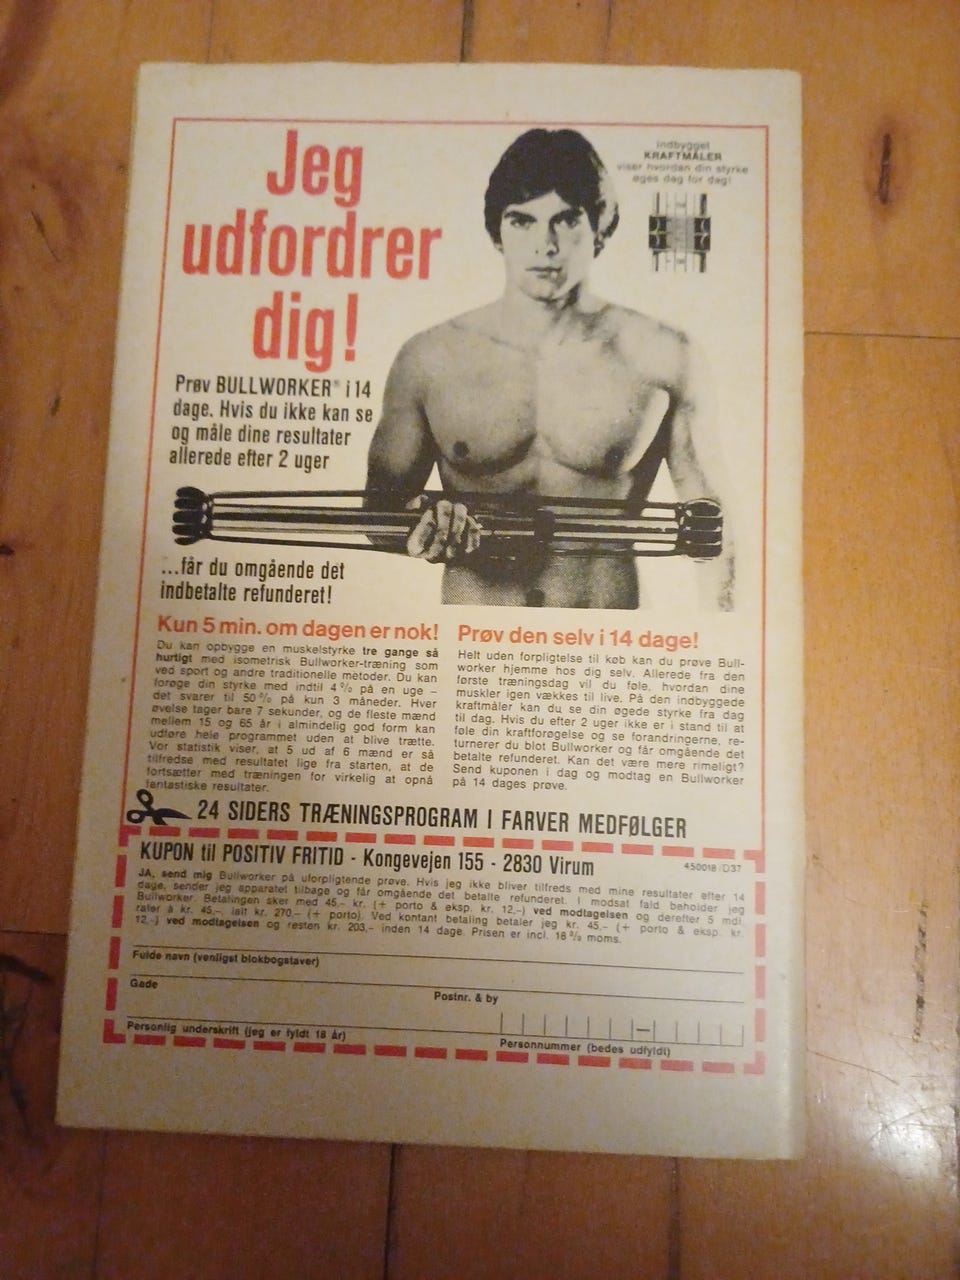 Jeg
udfordrer
dig!
indbygget
KRAFTMÅLER
viser hvordan din styrke
øges dag for dag!
Prøv BULLWORKER® i 14
dage. Hvis du ikke kan se
og måle dine resultater
allerede efter 2 uger
...får du omgående det
indbetalte refunderet!
Kun 5 min. om dagen er nok!
Du kan opbygge en muskelstyrke tre gange så
hurtigt med isometrisk Bullworker-træning som
ved sport og andre traditionelle metoder. Du kan
forøge din styrke med indtil 4% på en uge –
det svarer til 50% på kun 3 måneder. Hver
øvelse tager bare 7 sekunder, og de fleste mænd
mellem 15 og 65 år i almindelig god form kan
udføre hele programmet uden at blive trætte.
Vor statistik viser, at 5 ud af 6 mænd er så
tilfredse med resultatet lige fra starten, at de
fortsætter med træningen for virkelig at opnå
fantastiske resultater.
Prøv den selv i 14 dage!
Helt uden forpligtelse til køb kan du prøve Bull-
worker hjemme hos dig selv. Allerede fra den
første træningsdag vil du føle, hvordan dine
muskler igen vækkes til live. På den indbyggede
kraftmåler kan du se din øgede styrke fra dag
til dag. Hvis du efter 2 uger ikke er i stand til at
føle din kraftforøgelse og se forandringerne, re-
turnerer du blot Bullworker og får omgående det
betalte refunderet. Kan det være mere rimeligt?
Send kuponen i dag og modtag en Bullworker
på 14 dages prøve.
24 SIDERS TRÆNINGSPROGRAM I FARVER MEDFØLGER
KUPON til POSITIV FRITID - Kongevejen 155 - 2830 Virum
450018/D37
JA, send mig Bullworker på uforpligtende prøve. Hvis jeg ikke bliver tilfreds med mine resultater efter 14
dage, sender jeg apparatet tilbage og får omgående det betalte refunderet. I modsat fald beholder jeg
Bullworker. Betalingen sker med 45,- kr. (+ porto & eksp. kr. 12,-) ved modtagelsen og derefter 5 mdl.
rater à kr. 45,-, ialt kr. 270,- (+ porto). Ved kontant betaling betaler jeg kr. 45,- (+ porto & eksp. kr.
12,-) ved modtagelsen og resten kr. 203,- inden 14 dage. Prisen er incl. 18% moms.
Fulde navn (venligst blokbogstaver)
Gade
Postnr. & by
Personlig underskrift (jeg er fyldt 18 år)
Personnummer (bedes udfyldt)